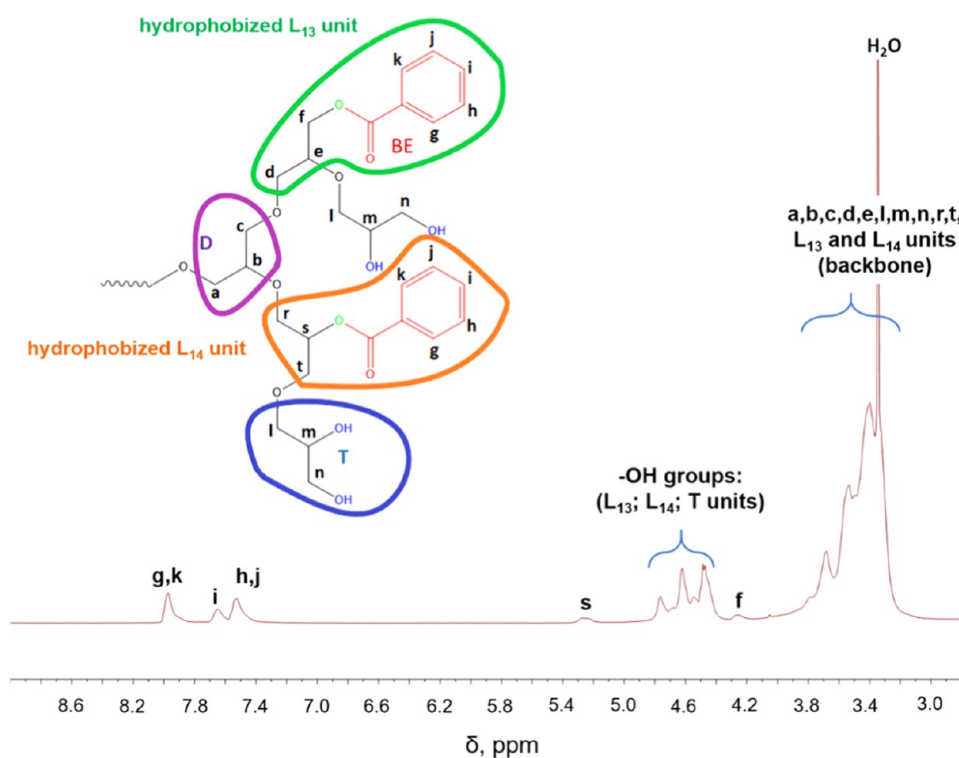 hydrophobized L₁₃ unit
j
k
i
O
h
f
g
BE
e
O
d
O
n
O
l
m
c
D
OH
b
OH
j
O
O
k
i
a
r
s
O
h
hydrophobized L₁₄ unit
g
t
O
O
l
m
OH
T
n
OH
H₂O
a,b,c,d,e,l,m,n,r,t,
L₁₃ and L₁₄ units
(backbone)
-OH groups:
(L₁₃; L₁₄; T units)
g,k
i
h,j
s
f
8.6 8.2 7.8 7.4 7.0 6.6 6.2 5.8 5.4 5.0 4.6 4.2 3.8 3.4 3.0
δ, ppm